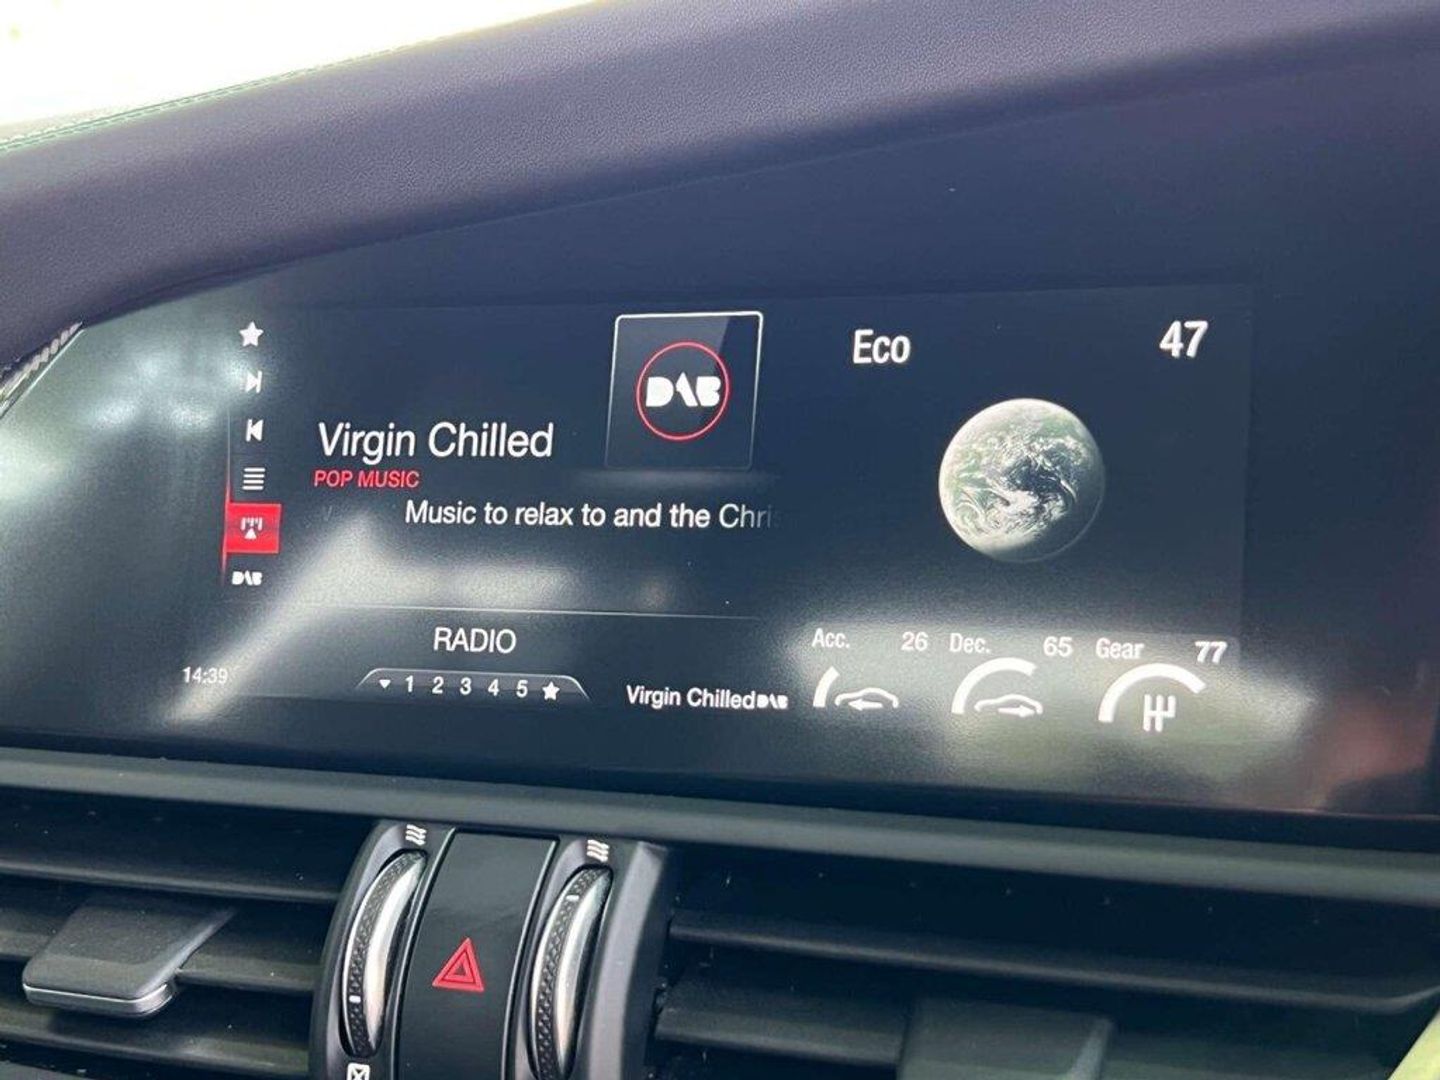 DAB
Virgin Chilled
POP MUSIC
Music to relax to and the Chri
DAB
RADIO
14:39
1 2 3 4 5
Virgin Chilled DAB
Eco
47
Acc. 26 Dec. 65 Gear 77